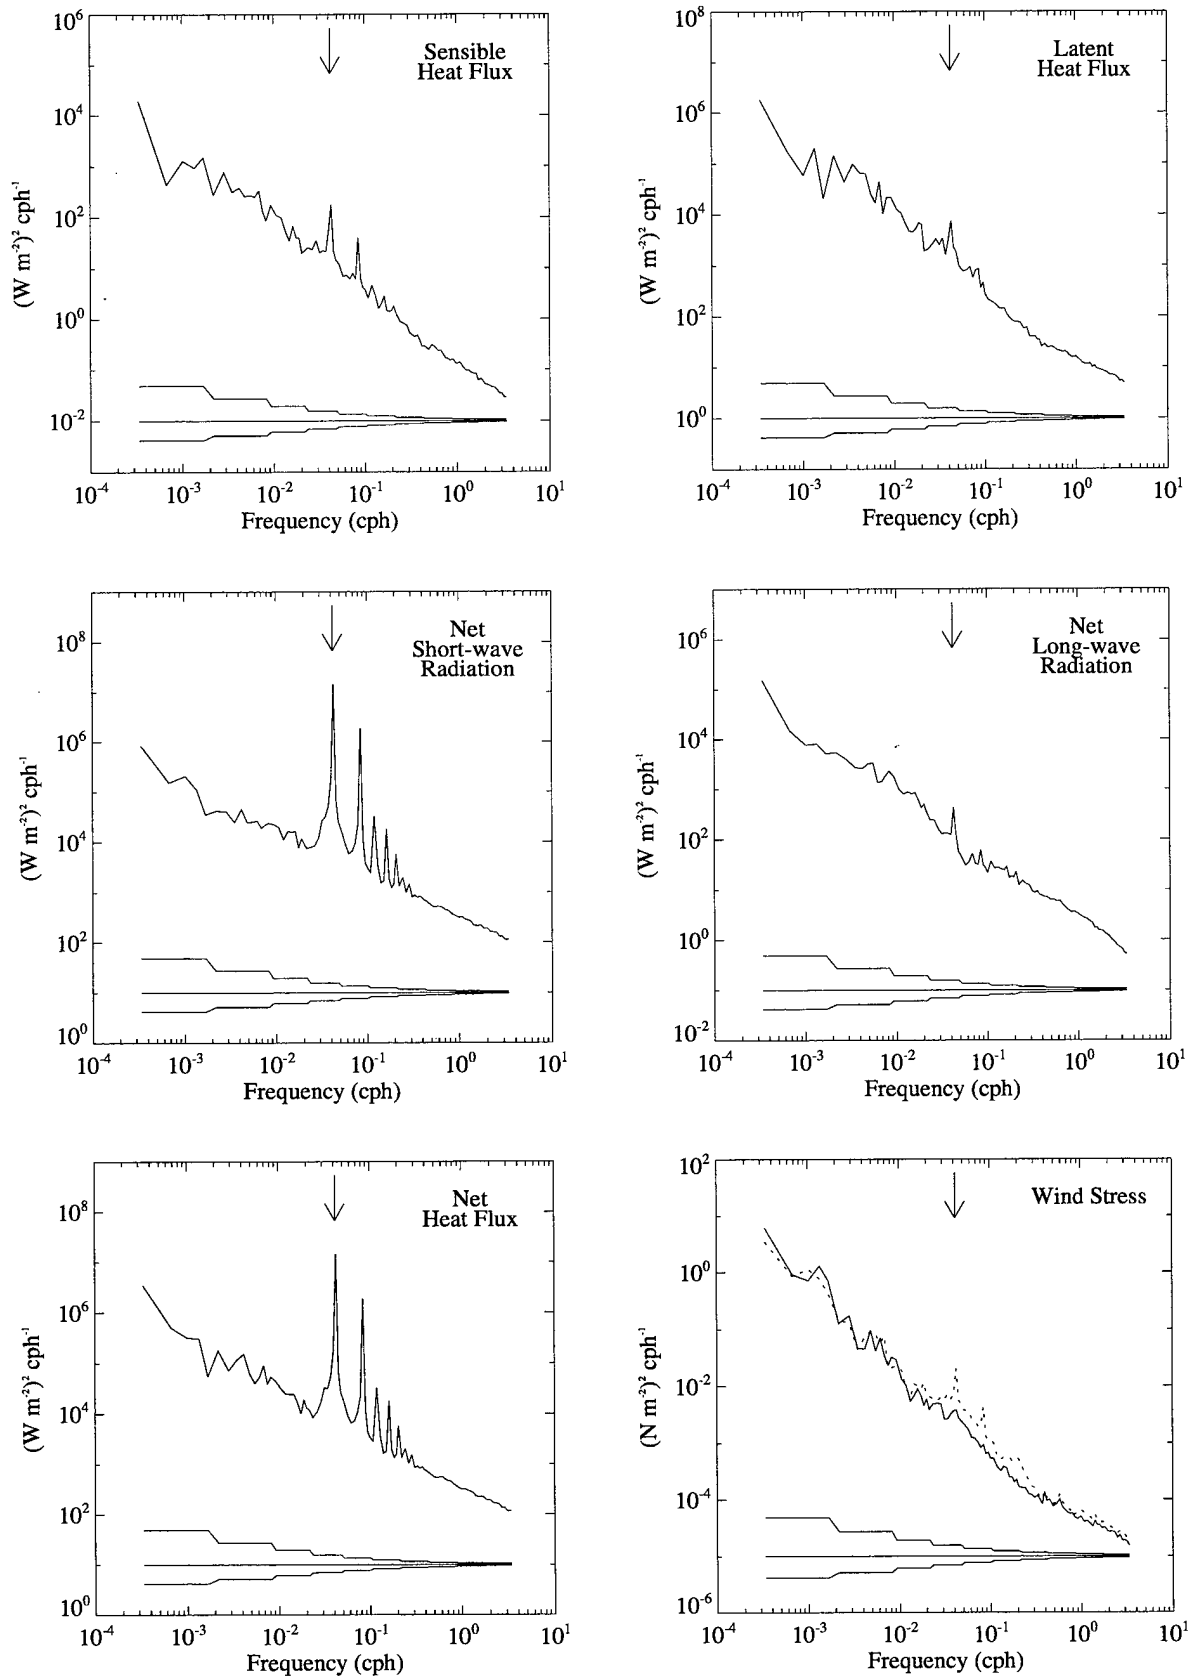 Sensible
Heat Flux
10⁶
10⁴
10²
10⁰
10⁻²
(W m⁻²)² cph⁻¹
10⁻⁴ 10⁻³ 10⁻² 10⁻¹ 10⁰ 10¹
Frequency (cph)
Latent
Heat Flux
10⁸
10⁶
10⁴
10²
10⁰
(W m⁻²)² cph⁻¹
10⁻⁴ 10⁻³ 10⁻² 10⁻¹ 10⁰ 10¹
Frequency (cph)
Net
Short-wave
Radiation
10⁸
10⁶
10⁴
10²
10⁰
(W m⁻²)² cph⁻¹
10⁻⁴ 10⁻³ 10⁻² 10⁻¹ 10⁰ 10¹
Frequency (cph)
Net
Long-wave
Radiation
10⁶
10⁴
10²
10⁰
10⁻²
(W m⁻²)² cph⁻¹
10⁻⁴ 10⁻³ 10⁻² 10⁻¹ 10⁰ 10¹
Frequency (cph)
Net
Heat Flux
10⁸
10⁶
10⁴
10²
10⁰
(W m⁻²)² cph⁻¹
10⁻⁴ 10⁻³ 10⁻² 10⁻¹ 10⁰ 10¹
Frequency (cph)
Wind Stress
10²
10⁰
10⁻²
10⁻⁴
10⁻⁶
(N m⁻²)² cph⁻¹
10⁻⁴ 10⁻³ 10⁻² 10⁻¹ 10⁰ 10¹
Frequency (cph)